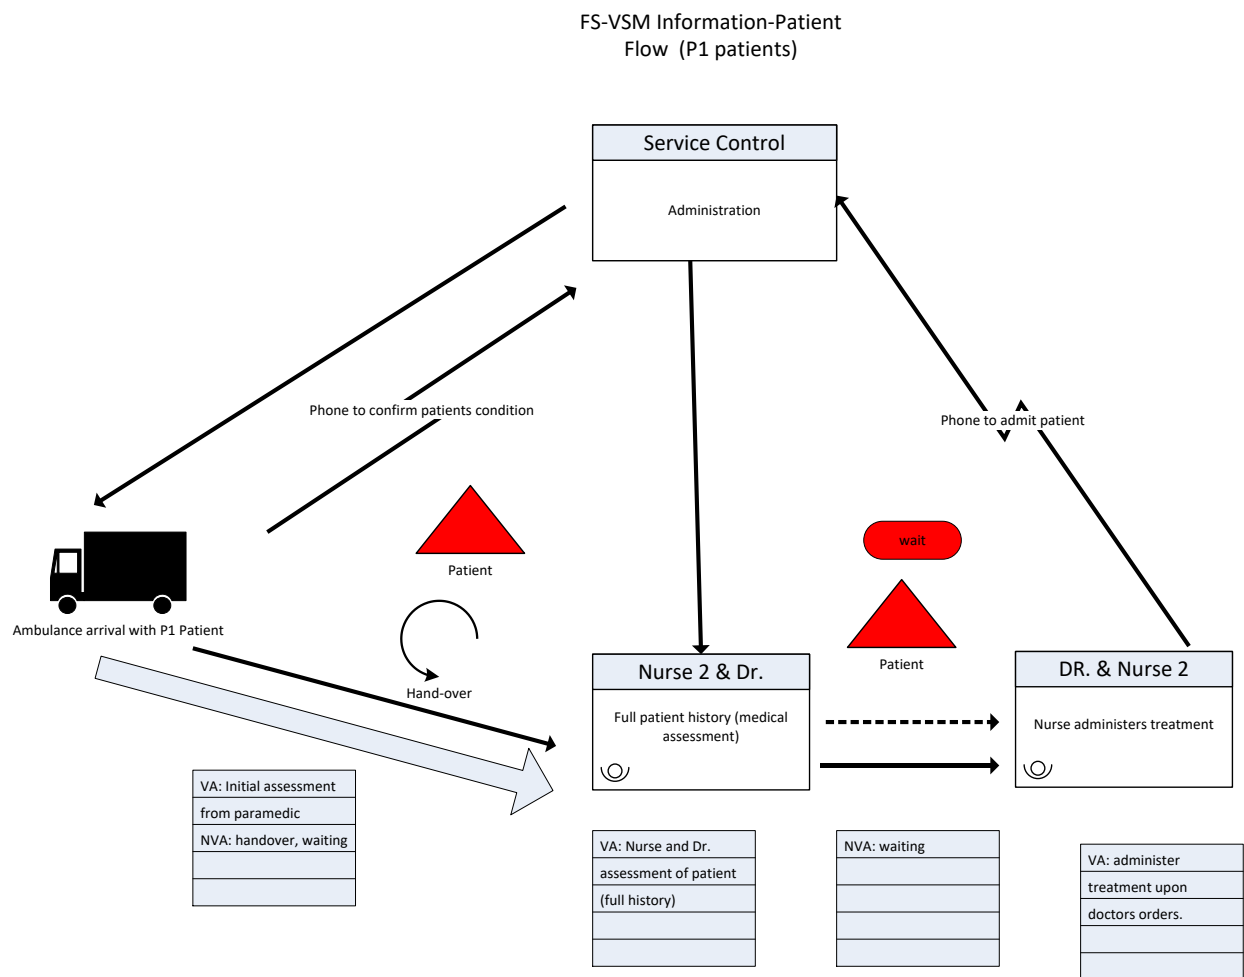 FS-VSM Information-Patient
Flow  (P1 patients)
Service Control
Administration
Phone to confirm patients condition
Phone to admit patient
Patient
wait
Ambulance arrival with P1 Patient
Patient
Hand-over
Nurse 2 & Dr.
Full patient history (medical
assessment)
DR. & Nurse 2
Nurse administers treatment
VA: Initial assessment
from paramedic
NVA: handover, waiting
VA: Nurse and Dr.
assessment of patient
(full history)
NVA: waiting
VA: administer
treatment upon
doctors orders.